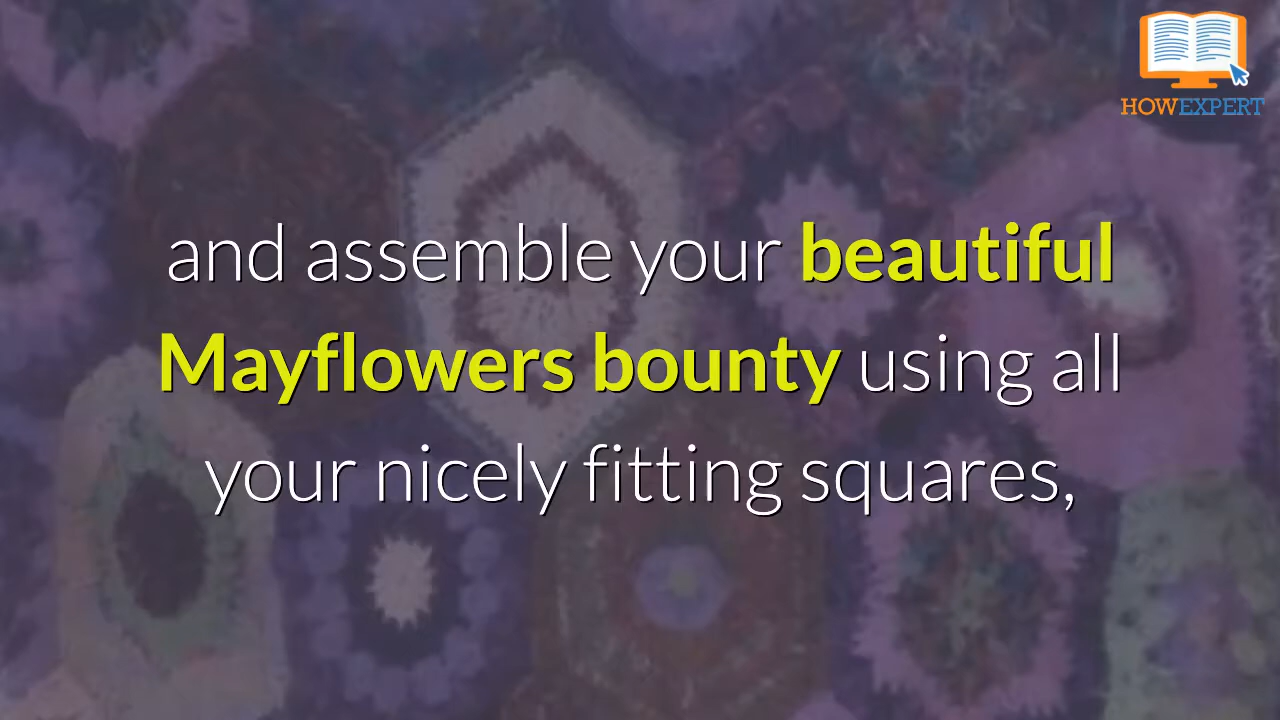 HOWEXPERT
and assemble your beautiful
Mayflowers bounty using all
your nicely fitting squares,